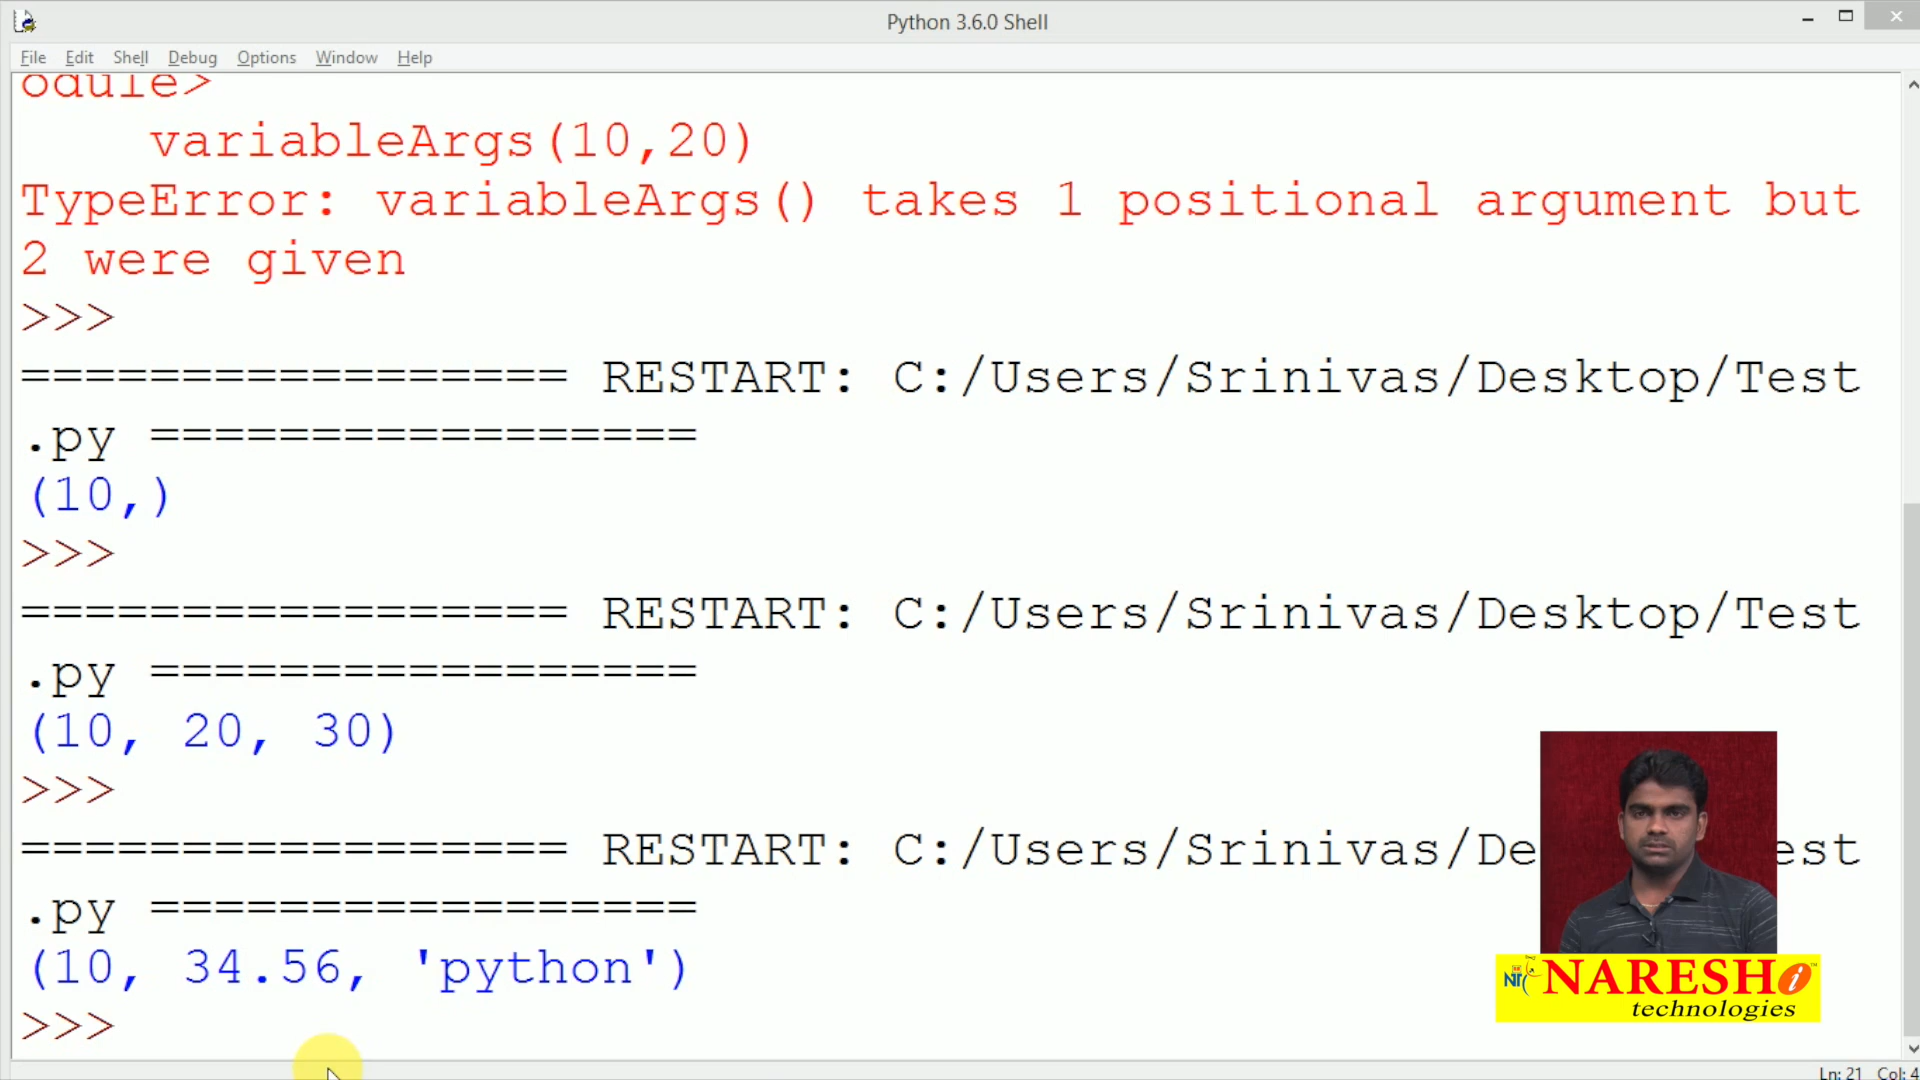 Python 3.6.0 Shell
File Edit Shell Debug Options Window Help
odule>
    variableArgs(10,20)
TypeError: variableArgs() takes 1 positional argument but
2 were given
>>>
================= RESTART: C:/Users/Srinivas/Desktop/Test
.py =================
(10,)
>>>
================= RESTART: C:/Users/Srinivas/Desktop/Test
.py =================
(10, 20, 30)
>>>
================= RESTART: C:/Users/Srinivas/De est
.py =================
(10, 34.56, 'python')
>>>
NARESH i
technologies
Ln: 21 Col: 4